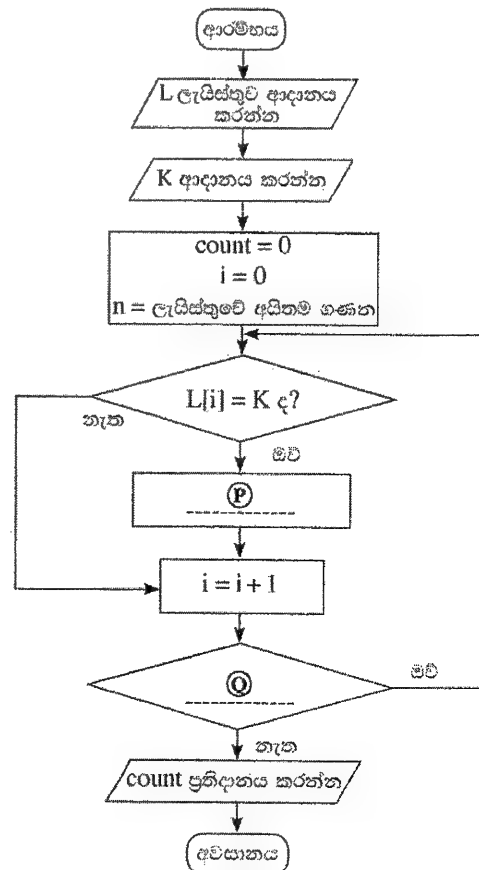 ආරම්භය
L ලැයිස්තුව ආදානය
කරන්න
K ආදානය කරන්න
count = 0
i = 0
n = ලැයිස්තුවේ අයිතම ගණන
L[i] = K ද?
නැත
ඔව්
P
i = i + 1
Q
ඔව්
නැත
count ප්‍රතිදානය කරන්න
අවසානය